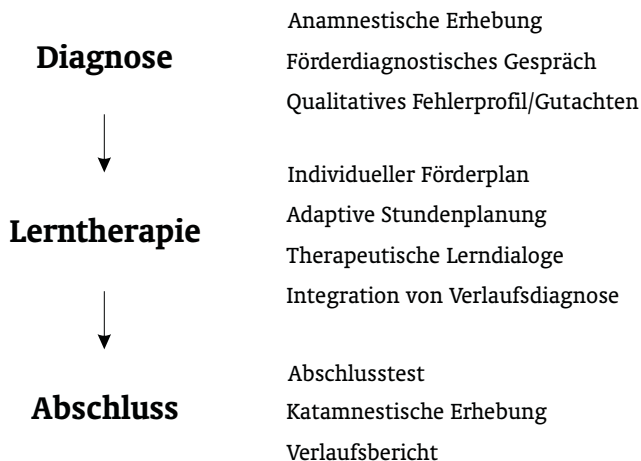 Diagnose
Anamnestische Erhebung
Förderdiagnostisches Gespräch
Qualitatives Fehlerprofil/Gutachten
Lerntherapie
Individueller Förderplan
Adaptive Stundenplanung
Therapeutische Lerndialoge
Integration von Verlaufsdiagnose
Abschluss
Abschlusstest
Katamnestische Erhebung
Verlaufsbericht